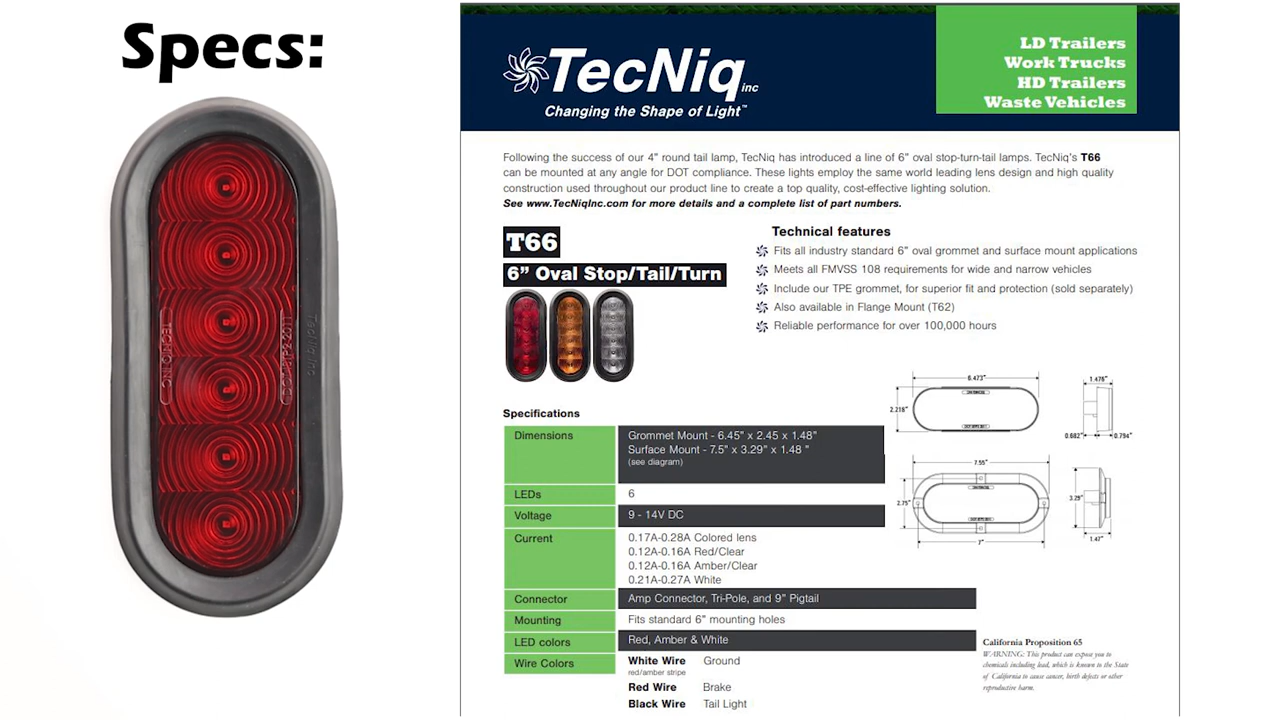 Specs:
TecNiq inc
Changing the Shape of Light™
LD Trailers
Work Trucks
HD Trailers
Waste Vehicles
Following the success of our 4" round tail lamp, TecNiq has introduced a line of 6" oval stop-turn-tail lamps. TecNiq's T66
can be mounted at any angle for DOT compliance. These lights employ the same world leading lens design and high quality
construction used throughout our product line to create a top quality, cost-effective lighting solution.
See www.TecNiqInc.com for more details and a complete list of part numbers.
T66
6" Oval Stop/Tail/Turn
Technical features
Fits all industry standard 6" oval grommet and surface mount applications
Meets all FMVSS 108 requirements for wide and narrow vehicles
Include our TPE grommet, for superior fit and protection (sold separately)
Also available in Flange Mount (T62)
Reliable performance for over 100,000 hours
TECNIQ INC
TecNiq Inc
6.473"
2.218"
1.476"
0.682"
0.794"
7.55"
2.75"
7"
3.29"
1.47"
Specifications
Dimensions
Grommet Mount - 6.45" x 2.45 x 1.48"
Surface Mount - 7.5" x 3.29" x 1.48 "
(see diagram)
LEDs
6
Voltage
9 - 14V DC
Current
0.17A-0.28A Colored lens
0.12A-0.16A Red/Clear
0.12A-0.16A Amber/Clear
0.21A-0.27A White
Connector
Amp Connector, Tri-Pole, and 9" Pigtail
Mounting
Fits standard 6" mounting holes
LED colors
Red, Amber & White
Wire Colors
White Wire Ground
red/amber stripe
Red Wire Brake
Black Wire Tail Light
California Proposition 65
WARNING: This product can expose you to
chemicals including lead, which is known to the State
of California to cause cancer, birth defects or other
reproductive harm.